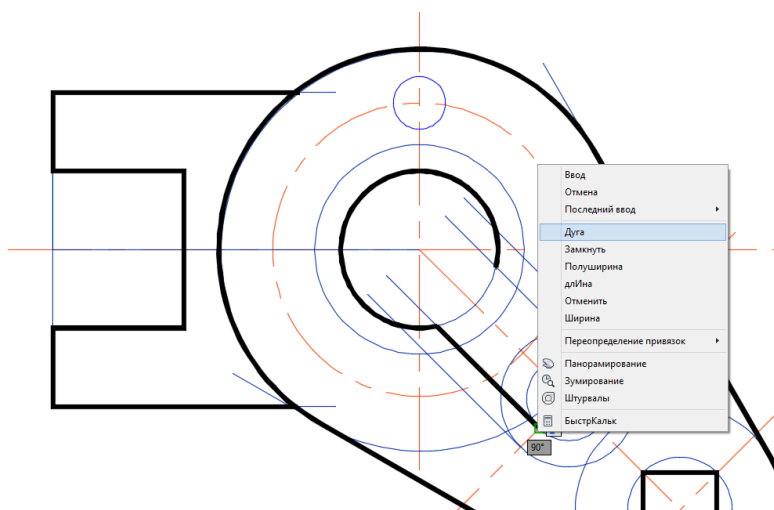 Ввод
Отмена
Последний ввод
Дуга
Замкнуть
Полуширина
длИна
Отменить
Ширина
Переопределение привязок
Панорамирование
Зумирование
Штурвалы
БыстрКальк
90°